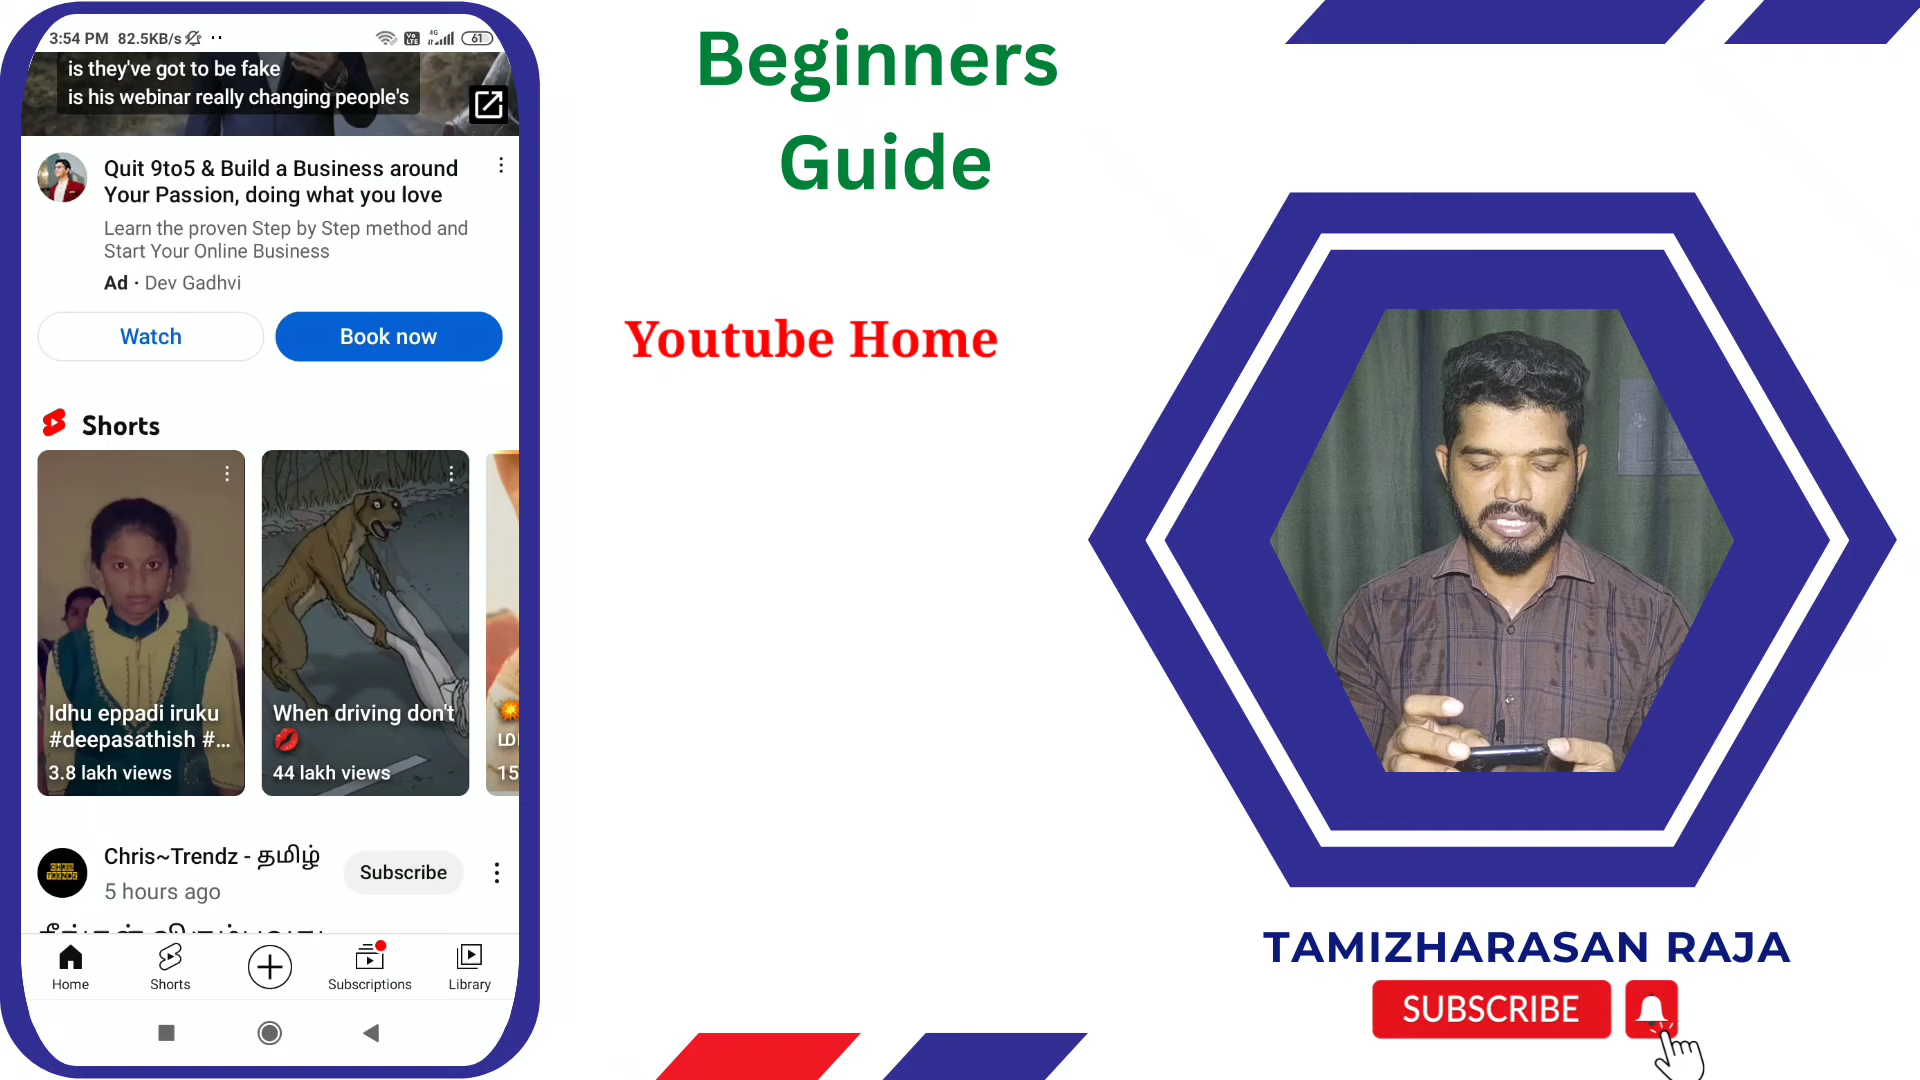 3:54 PM 82.5KB/s
4G
61
is they've got to be fake
is his webinar really changing people's
Quit 9to5 & Build a Business around
Your Passion, doing what you love
Learn the proven Step by Step method and
Start Your Online Business
Ad · Dev Gadhvi
Watch
Book now
Shorts
Idhu eppadi iruku
#deepasathish #...
3.8 lakh views
When driving don't
💋
44 lakh views
15
Chris~Trendz - தமிழ்
5 hours ago
Subscribe
Home
Shorts
Subscriptions
Library
Beginners
Guide
Youtube Home
TAMIZHARASAN RAJA
SUBSCRIBE